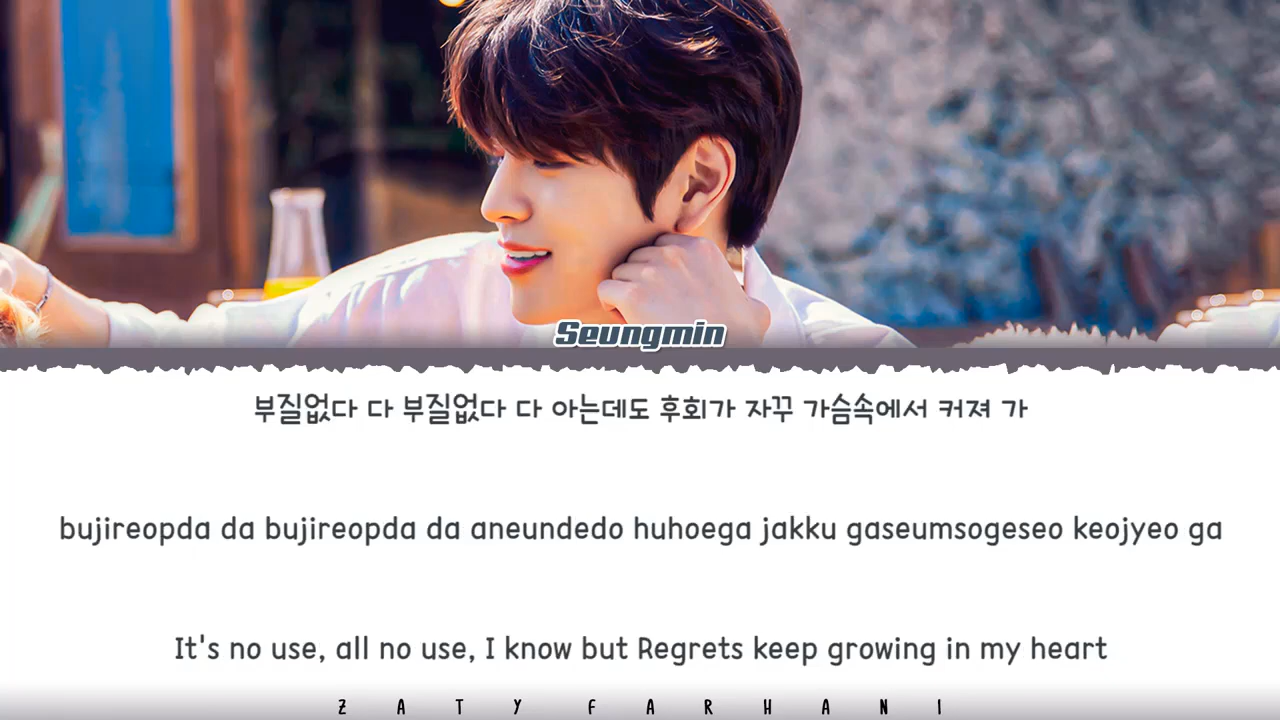 Seungmin
부질없다 다 부질없다 다 아는데도 후회가 자꾸 가슴속에서 커져 가
bujireopda da bujireopda da aneundedo huhoega jakku gaseumsogeseo keojyeo ga
It's no use, all no use, I know but Regrets keep growing in my heart
ZATY FARHANI